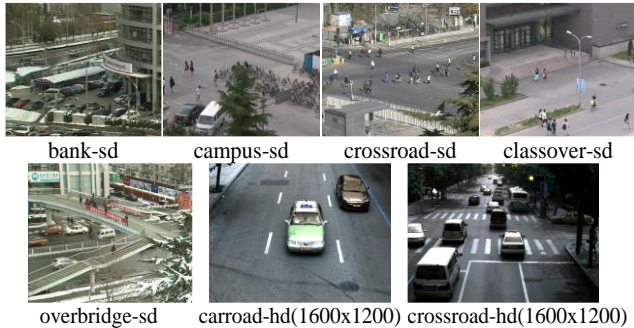 bank-sd campus-sd crossroad-sd classover-sd
overbridge-sd carroad-hd(1600x1200) crossroad-hd(1600x1200)